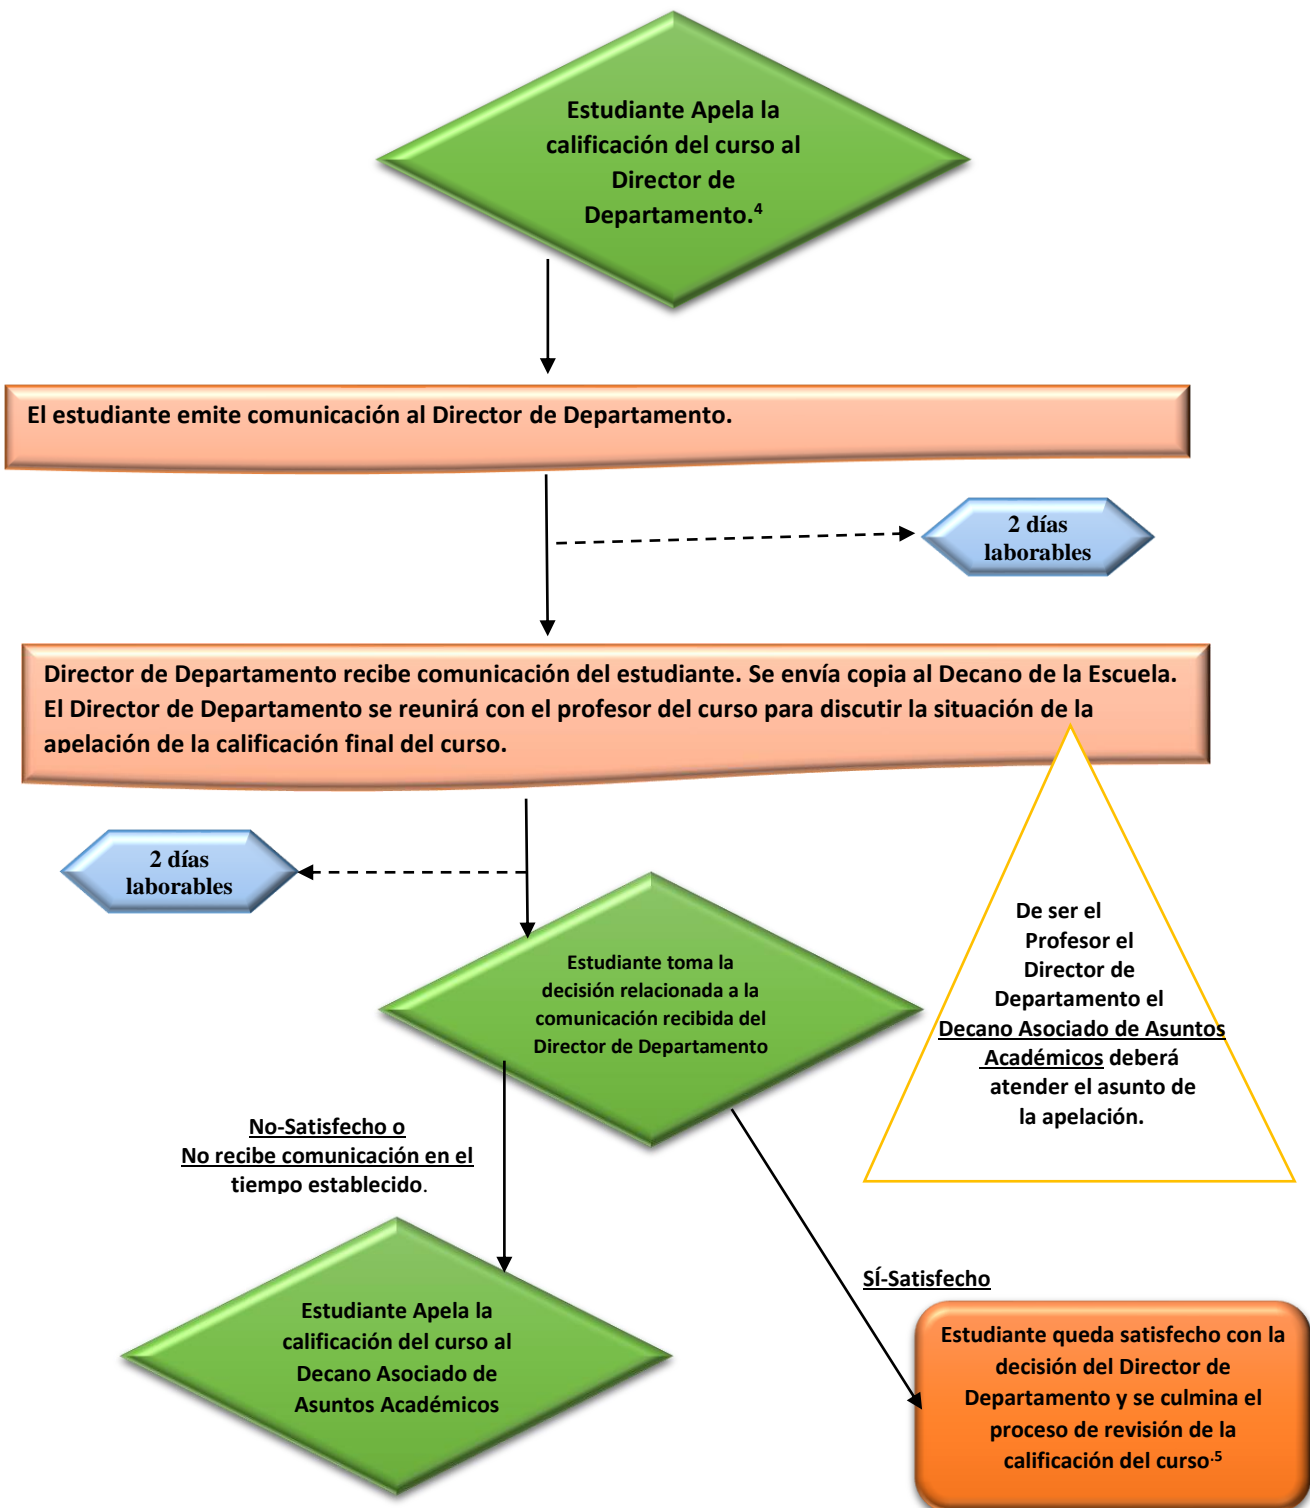 Estudiante Apela la
calificación del curso al
Director de
Departamento.⁴
El estudiante emite comunicación al Director de Departamento.
2 días
laborables
Director de Departamento recibe comunicación del estudiante. Se envía copia al Decano de la Escuela.
El Director de Departamento se reunirá con el profesor del curso para discutir la situación de la
apelación de la calificación final del curso.
2 días
laborables
Estudiante toma la
decisión relacionada a la
comunicación recibida del
Director de Departamento
De ser el
Profesor el
Director de
Departamento el
Decano Asociado de Asuntos
Académicos deberá
atender el asunto de
la apelación.
No-Satisfecho o
No recibe comunicación en el
tiempo establecido.
SÍ-Satisfecho
Estudiante Apela la
calificación del curso al
Decano Asociado de
Asuntos Académicos
Estudiante queda satisfecho con la
decisión del Director de
Departamento y se culmina el
proceso de revisión de la
calificación del curso.⁵